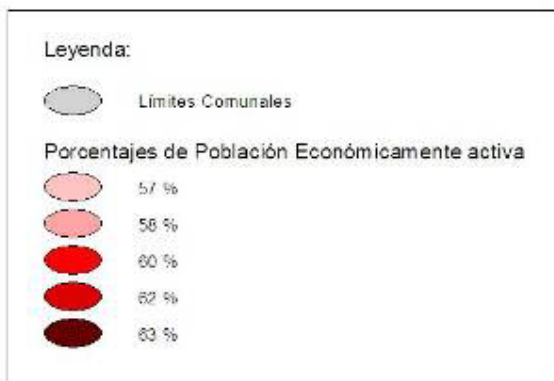 Leyenda:
Límites Comunales
Porcentajes de Población Económicamente activa
57 %
58 %
60 %
62 %
63 %